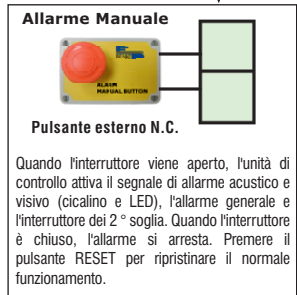 Allarme Manuale
ALARM
MANUAL BUTTON
Pulsante esterno N.C.
Quando l'interruttore viene aperto, l'unità di
controllo attiva il segnale di allarme acustico e
visivo (cicalino e LED), l'allarme generale e
l'interruttore dei 2 ° soglia. Quando l'interruttore
è chiuso, l'allarme si arresta. Premere il
pulsante RESET per ripristinare il normale
funzionamento.